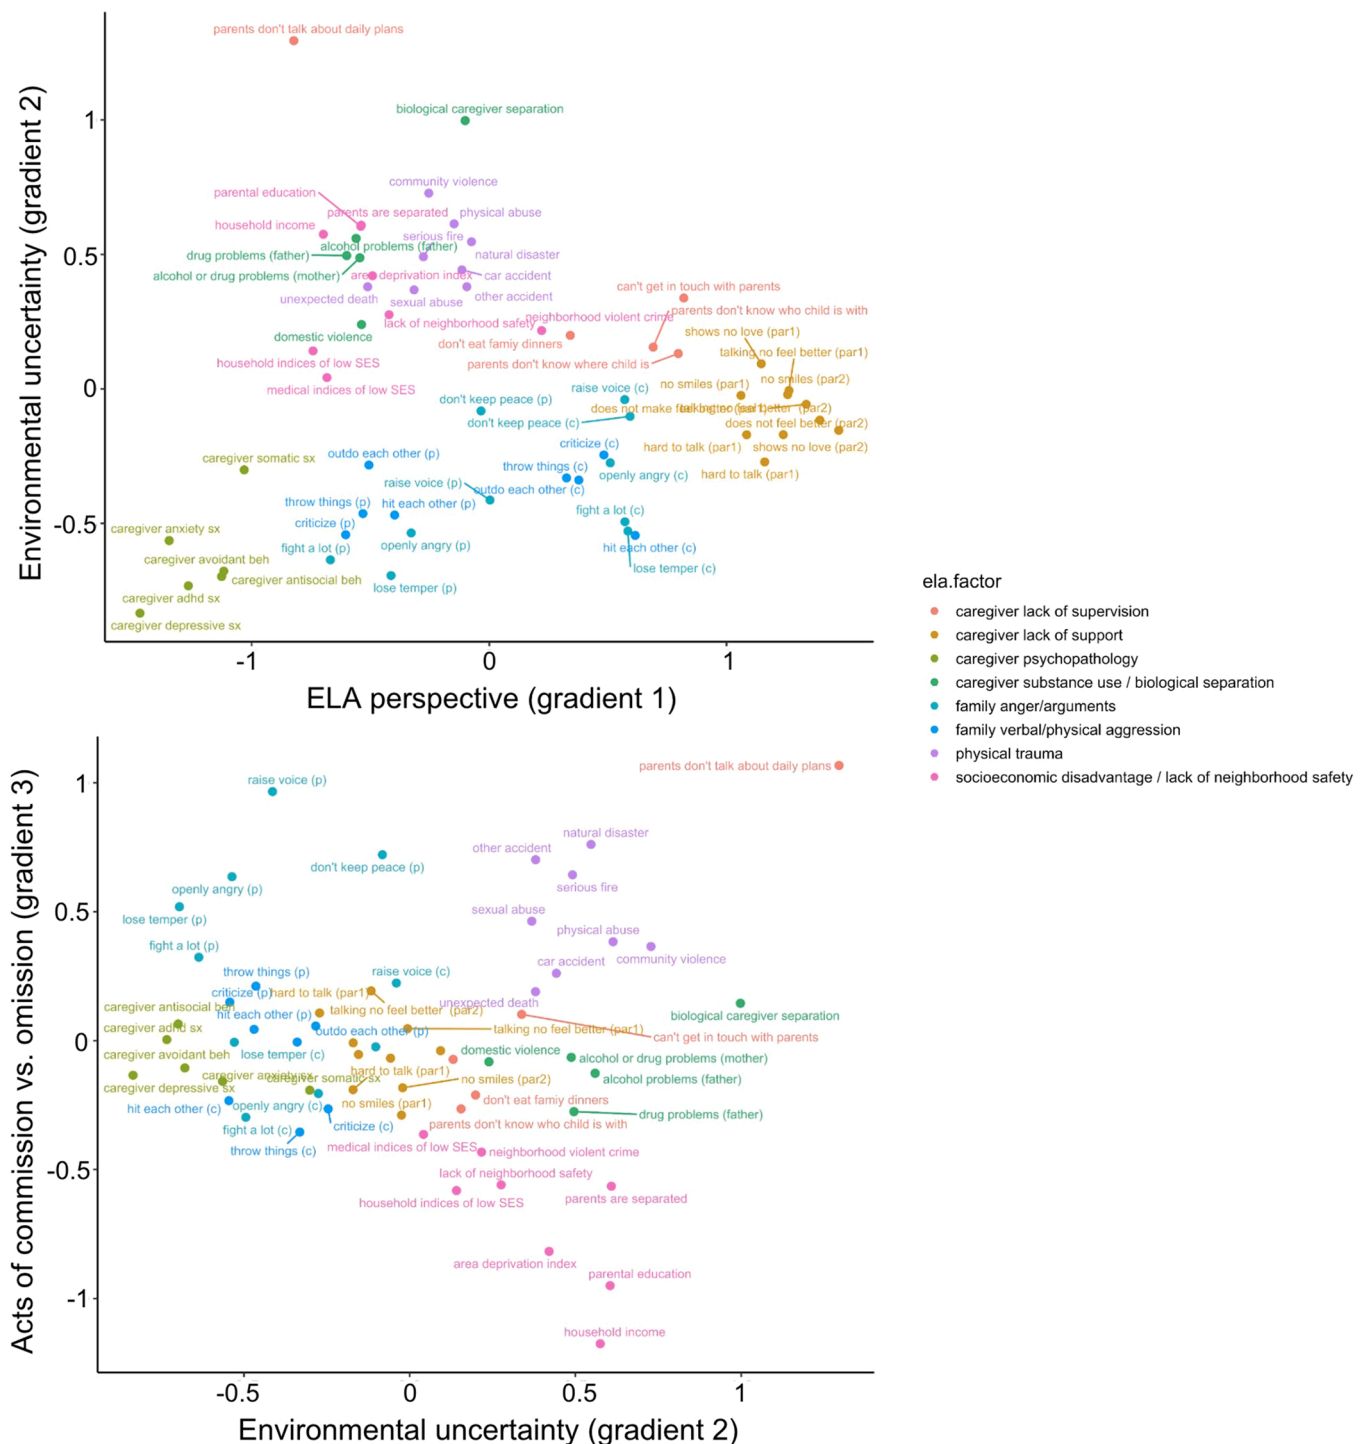 parents don't talk about daily plans
1
biological caregiver separation
community violence
parental education
parents are separated
physical abuse
household income
serious fire
alcohol problems (father)
0.5
drug problems (father)
natural disaster
alcohol or drug problems (mother)
area deprivation index
car accident
can't get in touch with parents
unexpected death
sexual abuse
other accident
parents don't know who child is with
lack of neighborhood safety
neighborhood violent crime
shows no love (par1)
domestic violence
don't eat famiy dinners
talking no feel better (par1)
household indices of low SES
parents don't know where child is
no smiles (par1)
no smiles (par2)
medical indices of low SES
0
raise voice (c)
don't keep peace (p)
does not make feel better (par1)
don't keep peace (c)
does not feel better (par2)
criticize (c)
hard to talk (par1)
shows no love (par2)
caregiver somatic sx
outdo each other (p)
throw things (c)
openly angry (c)
hard to talk (par1)
raise voice (p)
outdo each other (c)
throw things (p)
hit each other (p)
fight a lot (c)
-0.5
caregiver anxiety sx
criticize (p)
fight a lot (p)
openly angry (p)
hit each other (c)
caregiver avoidant beh
lose temper (c)
caregiver antisocial beh
lose temper (p)
caregiver adhd sx
caregiver depressive sx
-1
0
1
Environmental uncertainty (gradient 2)
ELA perspective (gradient 1)
ela.factor
caregiver lack of supervision
caregiver lack of support
caregiver psychopathology
caregiver substance use / biological separation
family anger/arguments
family verbal/physical aggression
physical trauma
socioeconomic disadvantage / lack of neighborhood safety
parents don't talk about daily plans
raise voice (p)
1
natural disaster
other accident
don't keep peace (p)
openly angry (p)
serious fire
0.5
lose temper (p)
sexual abuse
physical abuse
fight a lot (p)
community violence
throw things (p)
raise voice (c)
car accident
criticize (p)
hard to talk (par1)
unexpected death
caregiver antisocial beh
hit each other (p)
talking no feel better (par2)
biological caregiver separation
caregiver adhd sx
outdo each other (p)
talking no feel better (par1)
can't get in touch with parents
0
caregiver avoidant beh
lose temper (c)
domestic violence
alcohol or drug problems (mother)
caregiver anxiety sx
caregiver somatic sx
hard to talk (par1)
no smiles (par2)
alcohol problems (father)
caregiver depressive sx
hit each other (c)
openly angry (c)
no smiles (par1)
don't eat famiy dinners
drug problems (father)
fight a lot (c)
criticize (c)
parents don't know who child is with
throw things (c)
medical indices of low SES
neighborhood violent crime
-0.5
lack of neighborhood safety
household indices of low SES
parents are separated
area deprivation index
parental education
-1
household income
-0.5
0
0.5
1
Acts of commission vs. omission (gradient 3)
Environmental uncertainty (gradient 2)